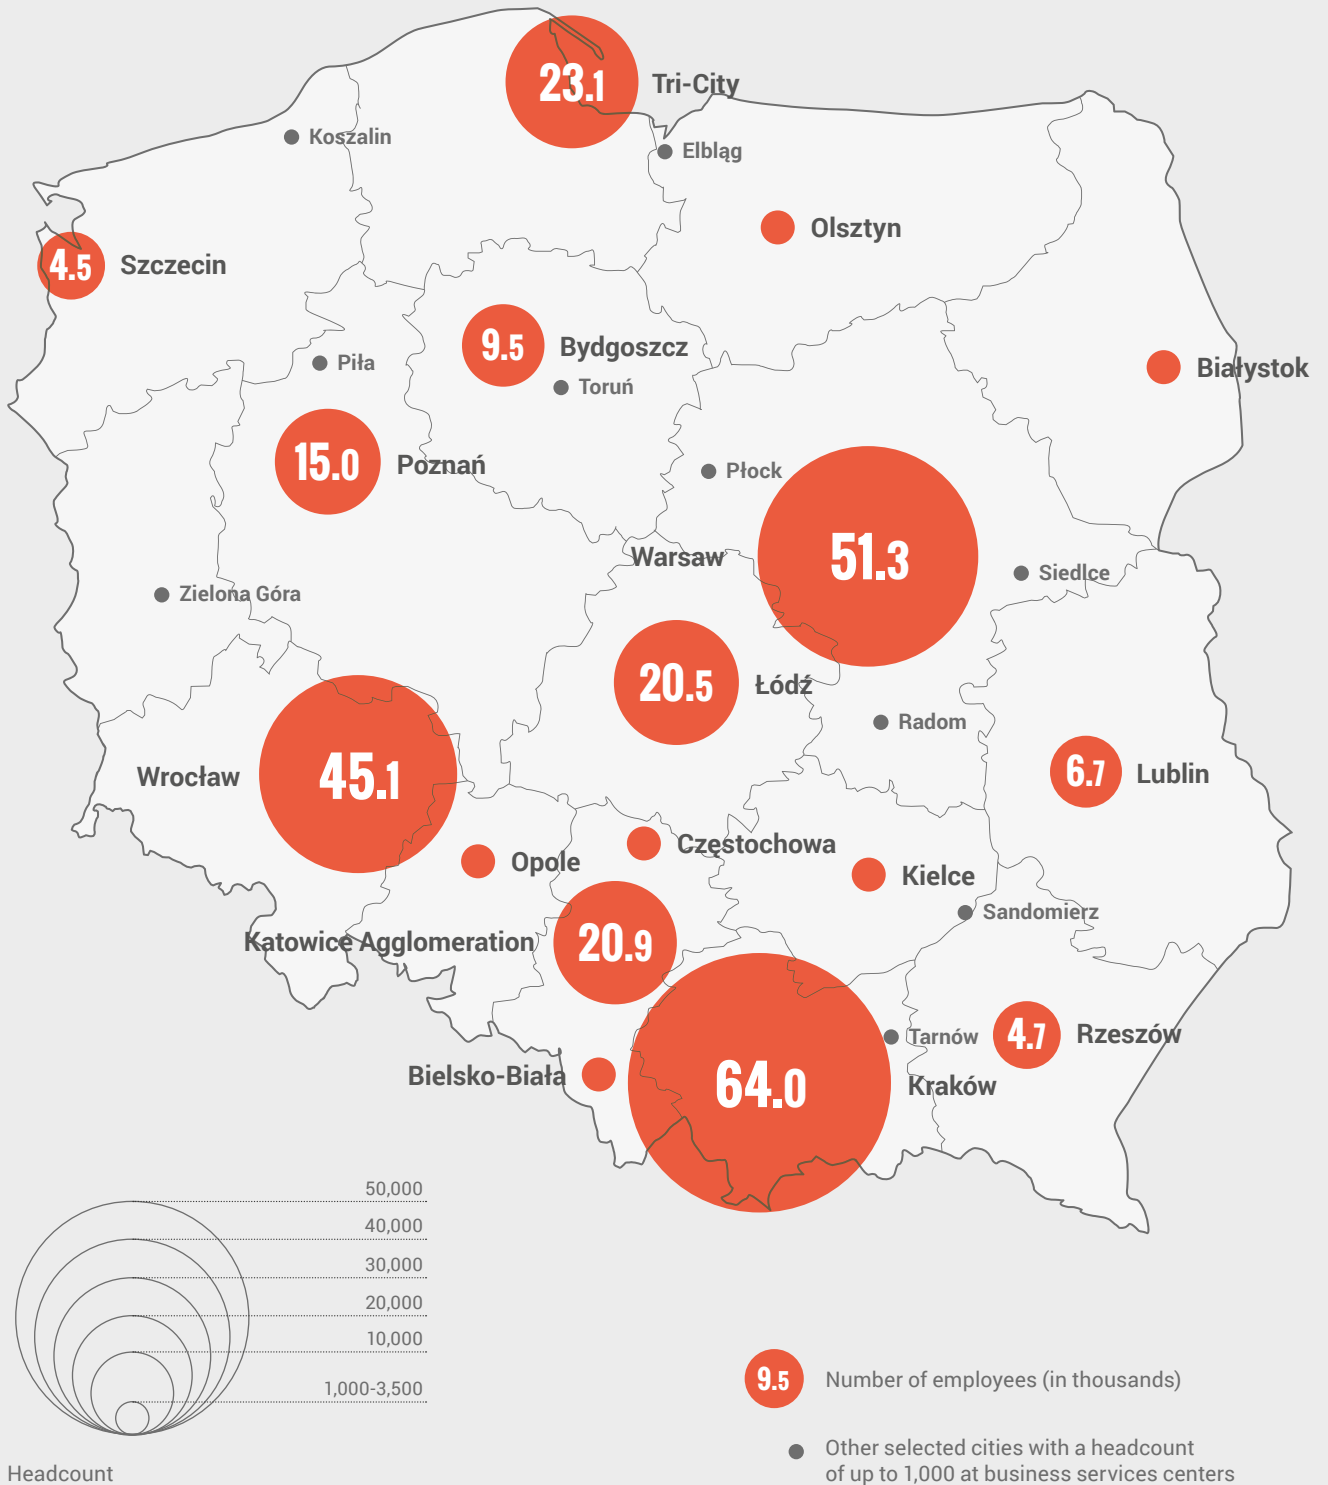 23.1 Tri-City
Koszalin
Elbląg
Olsztyn
4.5 Szczecin
9.5 Bydgoszcz
Piła
Toruń
Białystok
15.0 Poznań
Płock
Warsaw 51.3
Siedlce
Zielona Góra
20.5 Łódź
Radom
Wrocław 45.1
6.7 Lublin
Częstochowa
Opole
Kielce
Sandomierz
Katowice Agglomeration 20.9
Tarnów
4.7 Rzeszów
Bielsko-Biała
64.0 Kraków
50,000
40,000
30,000
20,000
10,000
1,000-3,500
Headcount
9.5 Number of employees (in thousands)
Other selected cities with a headcount
of up to 1,000 at business services centers